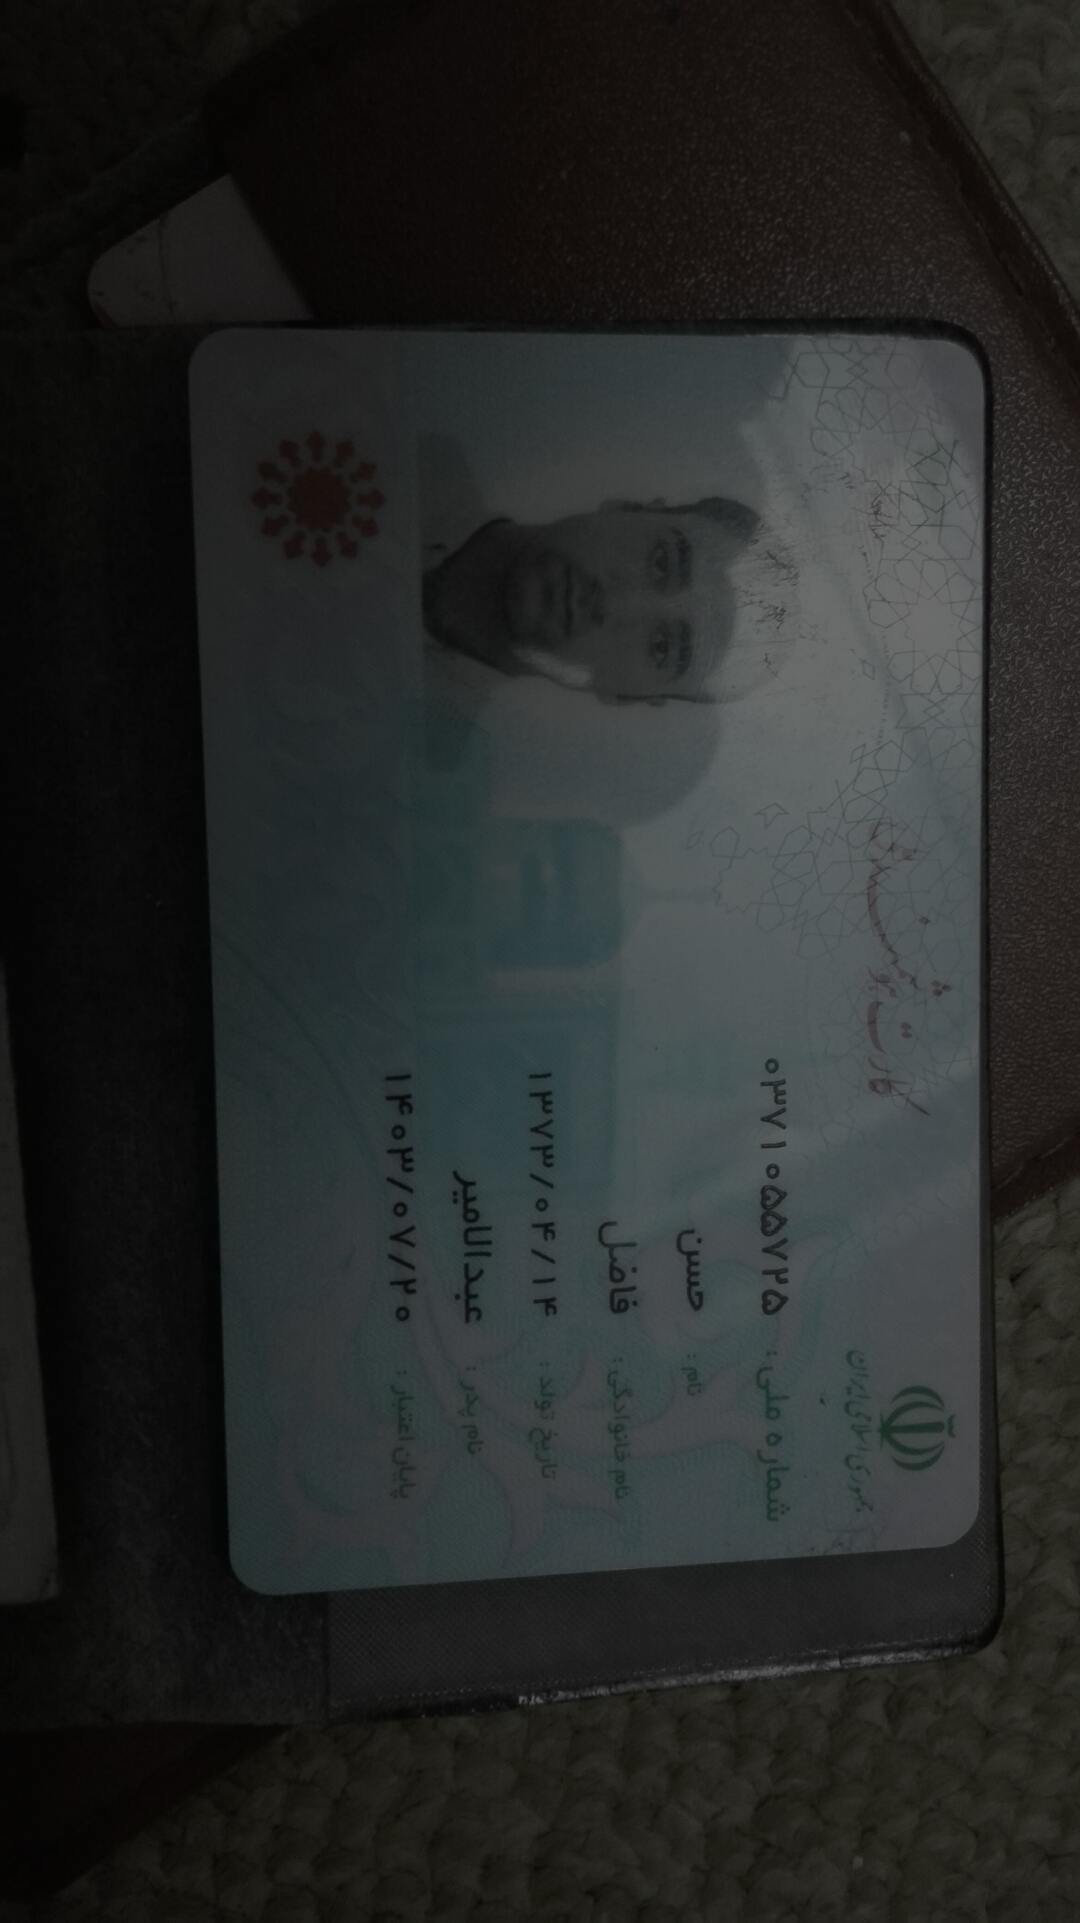 جمهوری اسلامی ایران
کارت هوشمند ملی
شماره ملی : ۰۳۷۱۰۵۵۷۲۵
نام : حسن
نام خانوادگی : فاضل
تاریخ تولد : ۱۳۷۳/۰۴/۱۴
نام پدر : عبدالامیر
پایان اعتبار : ۱۴۰۳/۰۷/۲۰